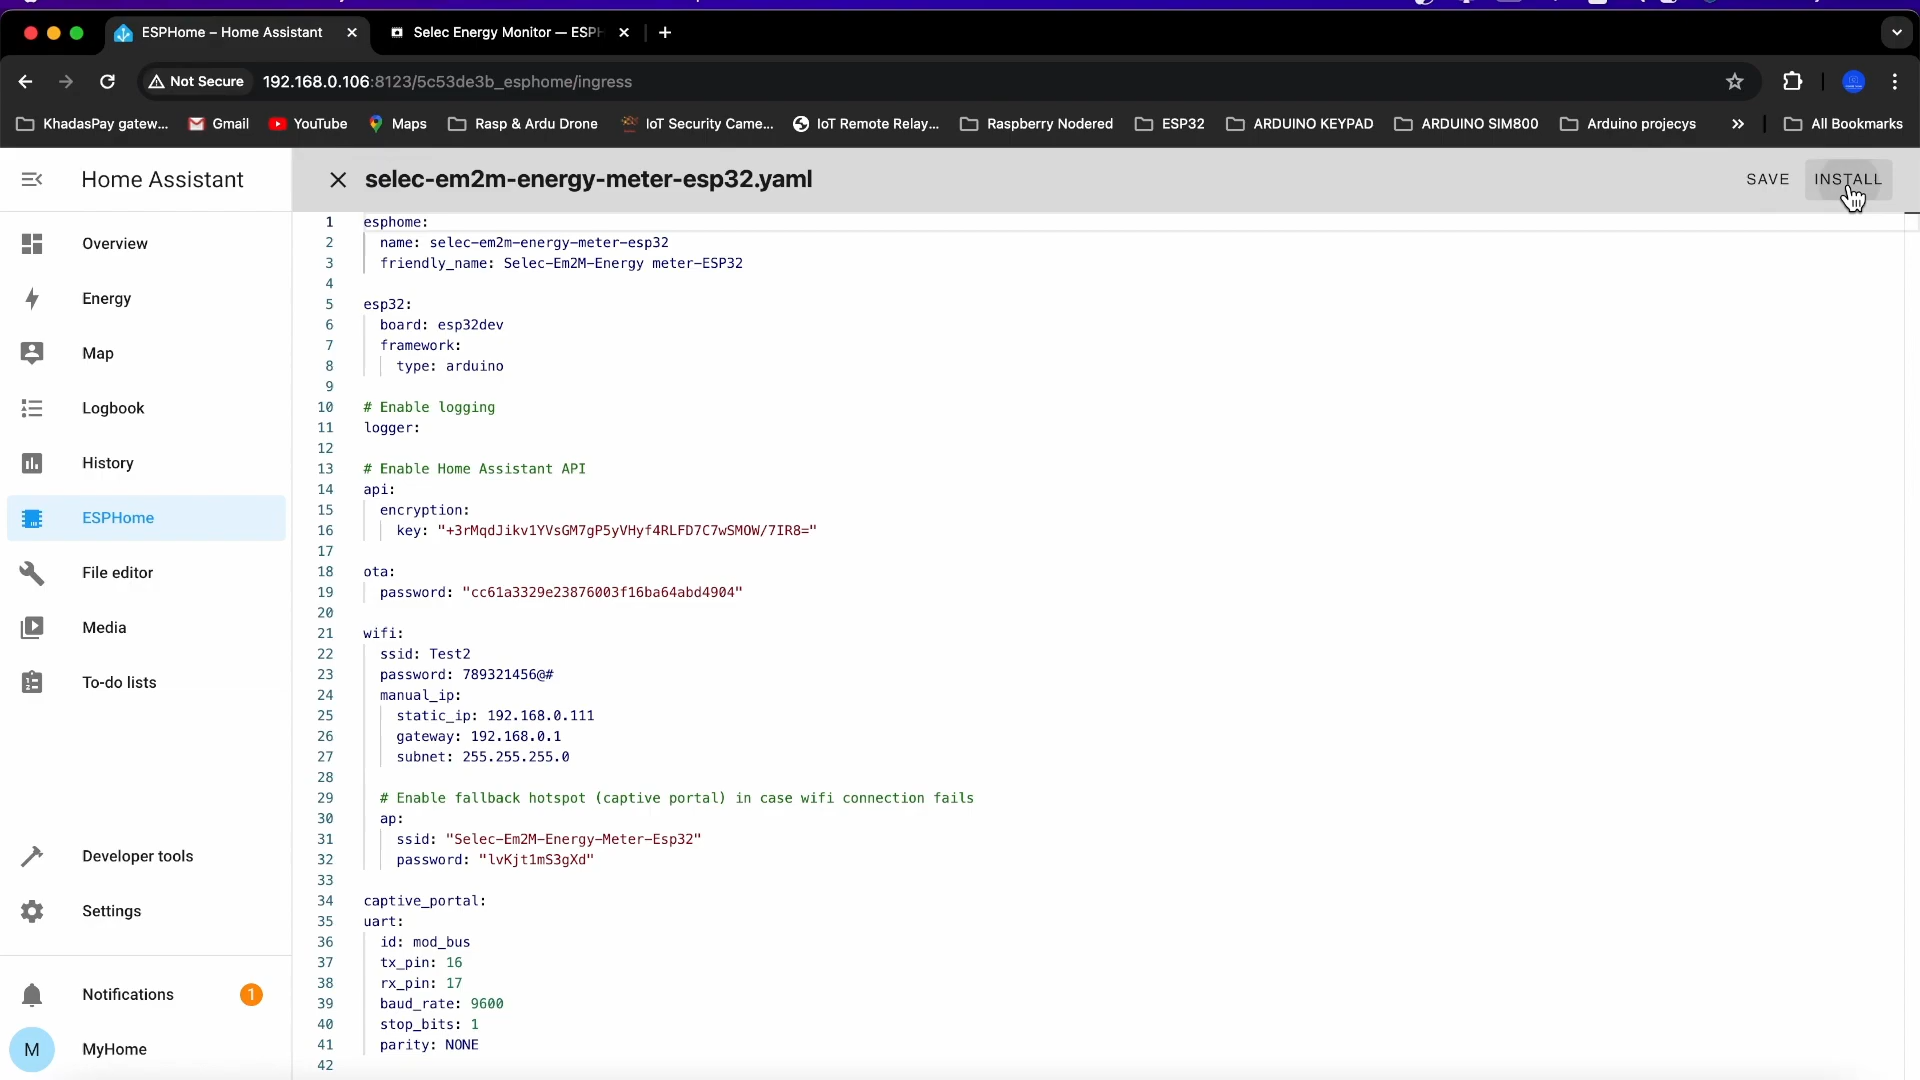 ESPHome – Home Assistant
Selec Energy Monitor — ESPH
Not Secure 192.168.0.106:8123/5c53de3b_esphome/ingress
KhadasPay gatew... Gmail YouTube Maps Rasp & Ardu Drone IoT Security Came... IoT Remote Relay... Raspberry Nodered ESP32 ARDUINO KEYPAD ARDUINO SIM800 Arduino projecys » All Bookmarks
Home Assistant
selec-em2m-energy-meter-esp32.yaml
SAVE INSTALL
Overview
Energy
Map
Logbook
History
ESPHome
File editor
Media
To-do lists
Developer tools
Settings
Notifications 1
M MyHome
1 esphome:
2 name: selec-em2m-energy-meter-esp32
3 friendly_name: Selec-Em2M-Energy meter-ESP32
4
5 esp32:
6 board: esp32dev
7 framework:
8 type: arduino
9
10 # Enable logging
11 logger:
12
13 # Enable Home Assistant API
14 api:
15 encryption:
16 key: "+3rMqdJikv1YVsGM7gP5yVHyf4RLFD7C7wSMOW/7IR8="
17
18 ota:
19 password: "cc61a3329e23876003f16ba64abd4904"
20
21 wifi:
22 ssid: Test2
23 password: 789321456@#
24 manual_ip:
25 static_ip: 192.168.0.111
26 gateway: 192.168.0.1
27 subnet: 255.255.255.0
28
29 # Enable fallback hotspot (captive portal) in case wifi connection fails
30 ap:
31 ssid: "Selec-Em2M-Energy-Meter-Esp32"
32 password: "lvKjt1mS3gXd"
33
34 captive_portal:
35 uart:
36 id: mod_bus
37 tx_pin: 16
38 rx_pin: 17
39 baud_rate: 9600
40 stop_bits: 1
41 parity: NONE
42